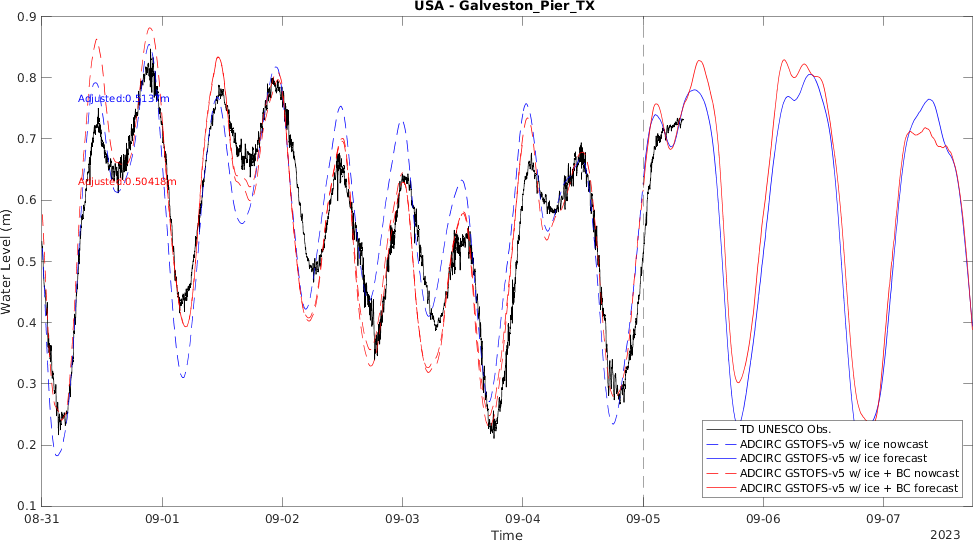 USA - Galveston_Pier_TX
0.9
0.8
0.7
0.6
0.5
0.4
0.3
0.2
0.1
Water Level (m)
Adjusted:0.5137m
Adjusted:0.50418m
TD UNESCO Obs.
ADCIRC GSTOFS-v5 w/ ice nowcast
ADCIRC GSTOFS-v5 w/ ice forecast
ADCIRC GSTOFS-v5 w/ ice + BC nowcast
ADCIRC GSTOFS-v5 w/ ice + BC forecast
08-31 09-01 09-02 09-03 09-04 09-05 09-06 09-07
Time
2023